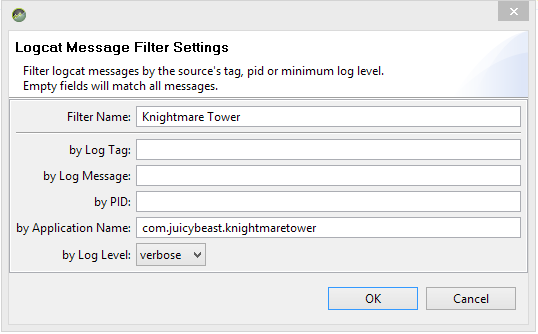 Logcat Message Filter Settings
Filter logcat messages by the source's tag, pid or minimum log level.
Empty fields will match all messages.
Filter Name: Knightmare Tower
by Log Tag:
by Log Message:
by PID:
by Application Name: com.juicybeast.knightmaretower
by Log Level: verbose
OK Cancel